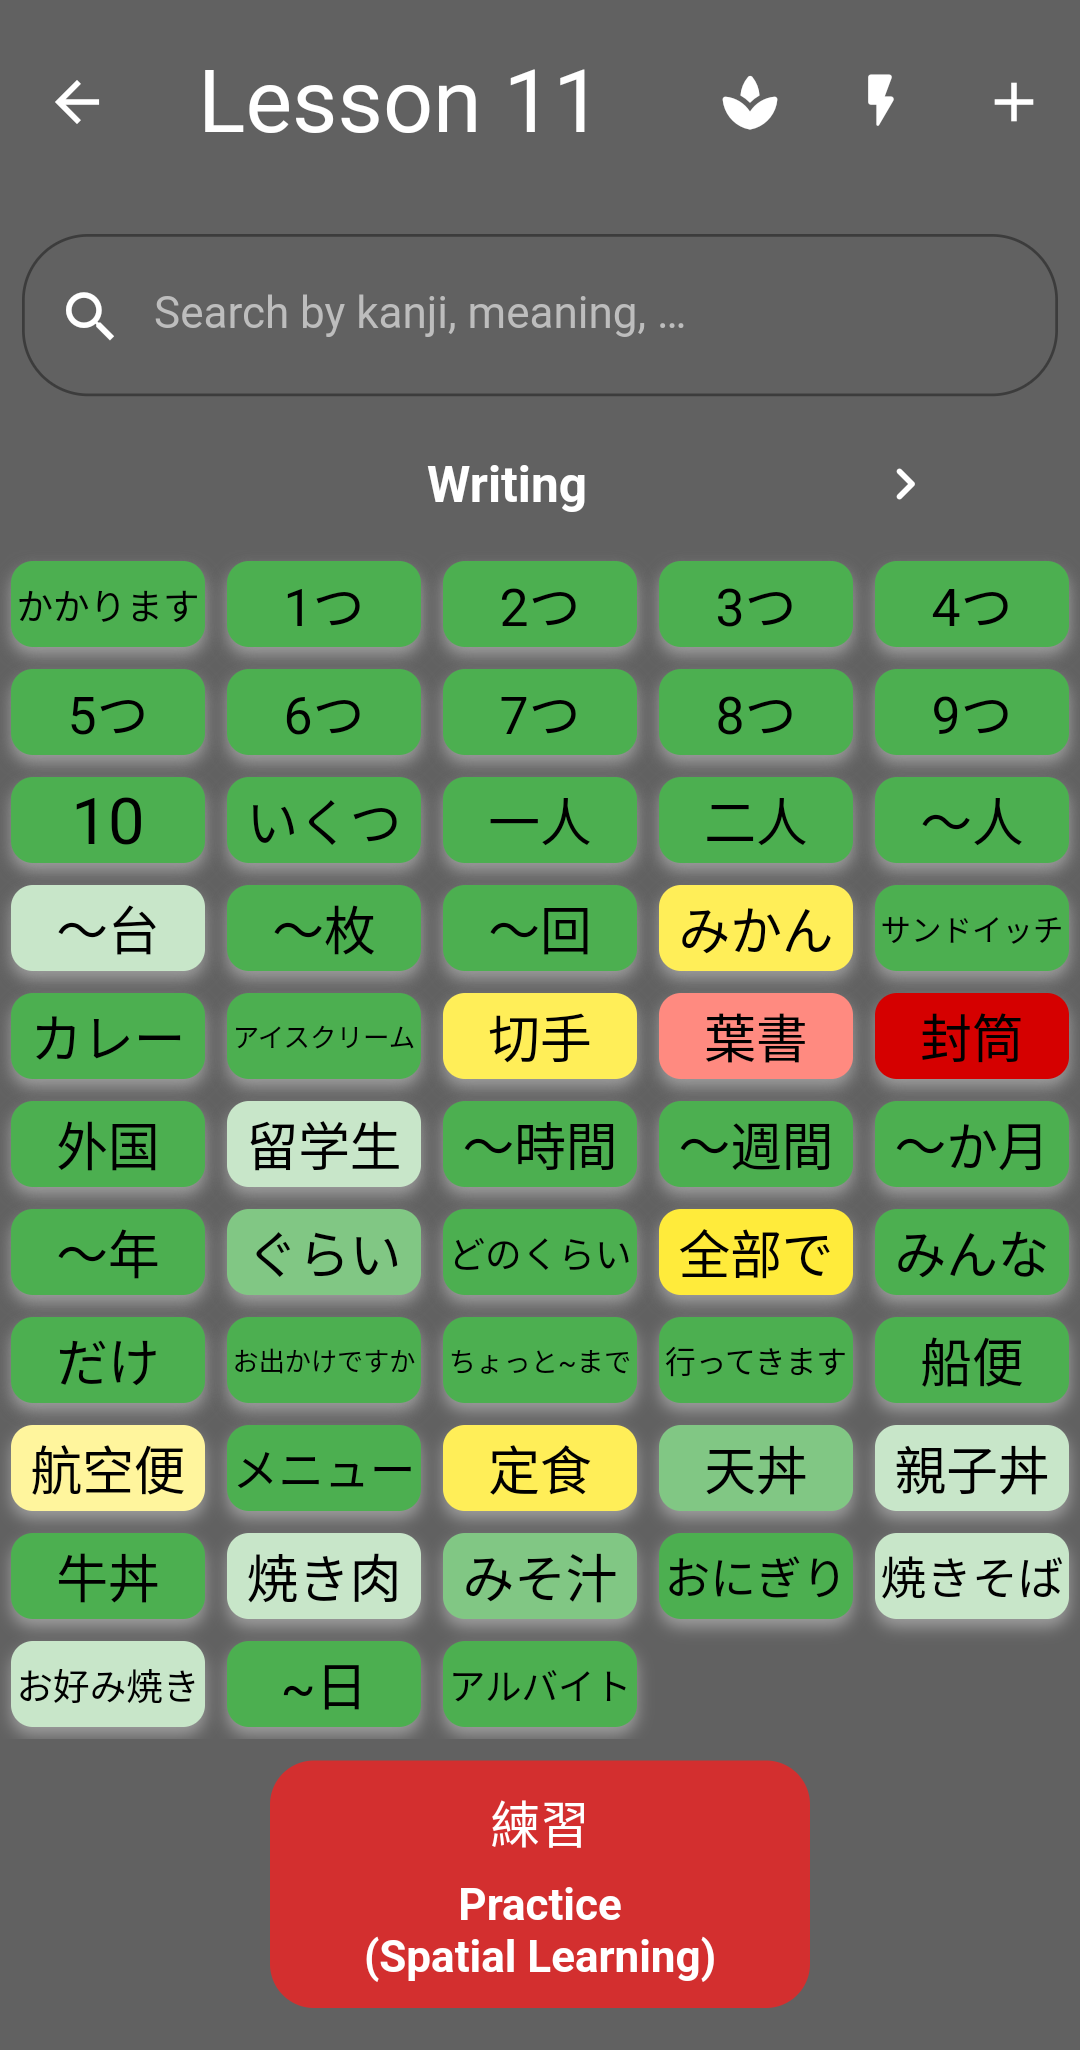 Lesson 11
Search by kanji, meaning, ...
Writing
かかります 1つ 2つ 3つ 4つ
5つ 6つ 7つ 8つ 9つ
10 いくつ 一人 二人 〜人
〜台 〜枚 〜回 みかん サンドイッチ
カレー アイスクリーム 切手 葉書 封筒
外国 留学生 〜時間 〜週間 〜か月
〜年 ぐらい どのくらい 全部で みんな
だけ お出かけですか ちょっと~まで 行ってきます 船便
航空便 メニュー 定食 天丼 親子丼
牛丼 焼き肉 みそ汁 おにぎり 焼きそば
お好み焼き ~日 アルバイト
練習
Practice
(Spatial Learning)